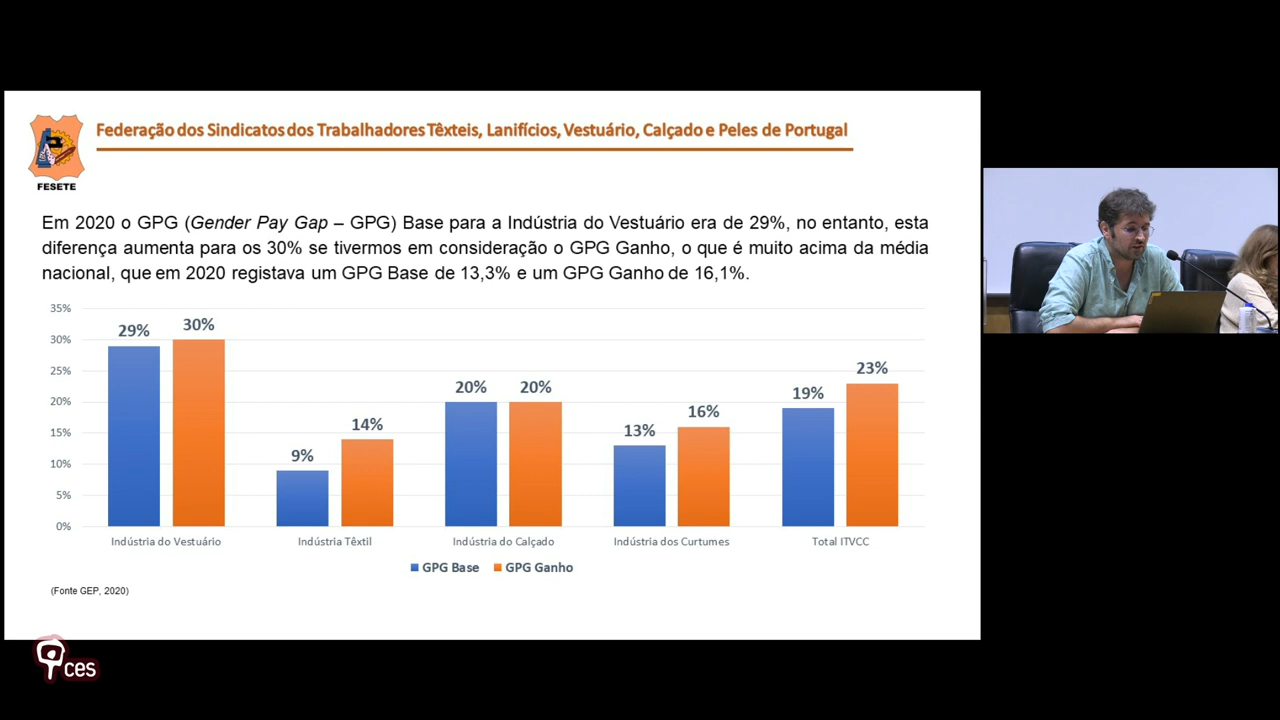 Federação dos Sindicatos dos Trabalhadores Têxteis, Lanifícios, Vestuário, Calçado e Peles de Portugal
FESETE
Em 2020 o GPG (Gender Pay Gap – GPG) Base para a Indústria do Vestuário era de 29%, no entanto, esta
diferença aumenta para os 30% se tivermos em consideração o GPG Ganho, o que é muito acima da média
nacional, que em 2020 registava um GPG Base de 13,3% e um GPG Ganho de 16,1%.
35%
30%
25%
20%
15%
10%
5%
0%
29%
30%
9%
14%
20%
20%
13%
16%
19%
23%
Indústria do Vestuário
Indústria Têxtil
Indústria do Calçado
Indústria dos Curtumes
Total ITVCC
GPG Base
GPG Ganho
(Fonte GEP, 2020)
ces